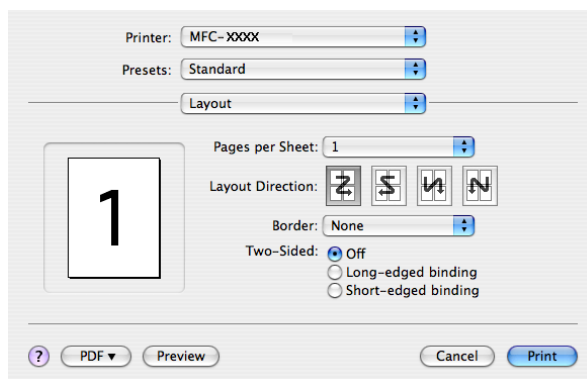 Printer: MFC-XXXX
Presets: Standard
Layout
Pages per Sheet: 1
Layout Direction:
Border: None
Two-Sided: Off
Long-edged binding
Short-edged binding
1
? PDF▼ Preview Cancel Print